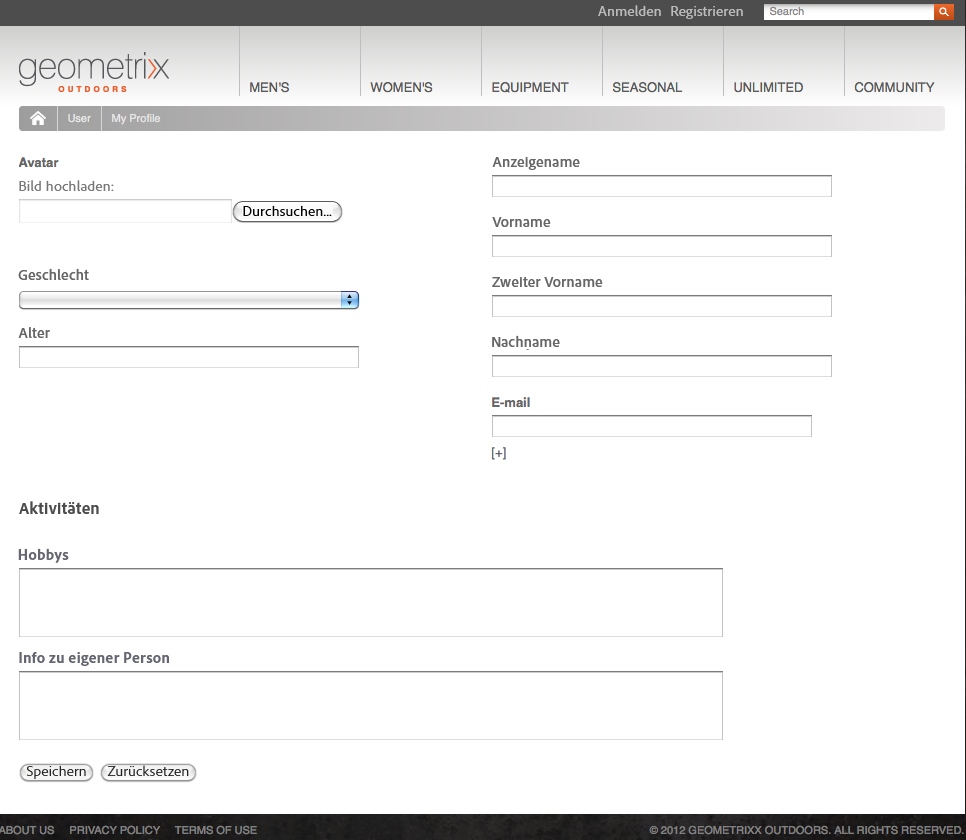 Anmelden Registrieren Search
geometrixx
OUTDOORS
MEN'S WOMEN'S EQUIPMENT SEASONAL UNLIMITED COMMUNITY
User My Profile
Avatar
Bild hochladen:
Durchsuchen...
Geschlecht
Alter
Anzeigename
Vorname
Zweiter Vorname
Nachname
E-mail
[+]
Aktivitäten
Hobbys
Info zu eigener Person
Speichern Zurücksetzen
ABOUT US PRIVACY POLICY TERMS OF USE © 2012 GEOMETRIXX OUTDOORS. ALL RIGHTS RESERVED.